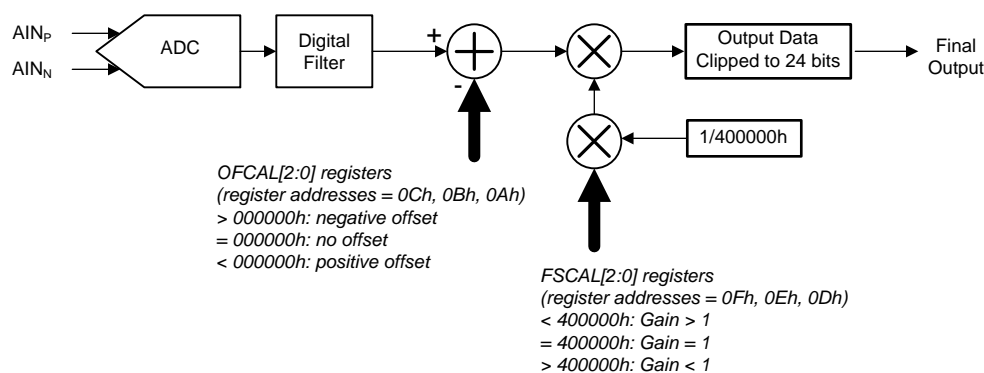 AINP
AINN
ADC
Digital
Filter
+
-
Output Data
Clipped to 24 bits
Final
Output
1/400000h
OFCAL[2:0] registers
(register addresses = 0Ch, 0Bh, 0Ah)
> 000000h: negative offset
= 000000h: no offset
< 000000h: positive offset
FSCAL[2:0] registers
(register addresses = 0Fh, 0Eh, 0Dh)
< 400000h: Gain > 1
= 400000h: Gain = 1
> 400000h: Gain < 1